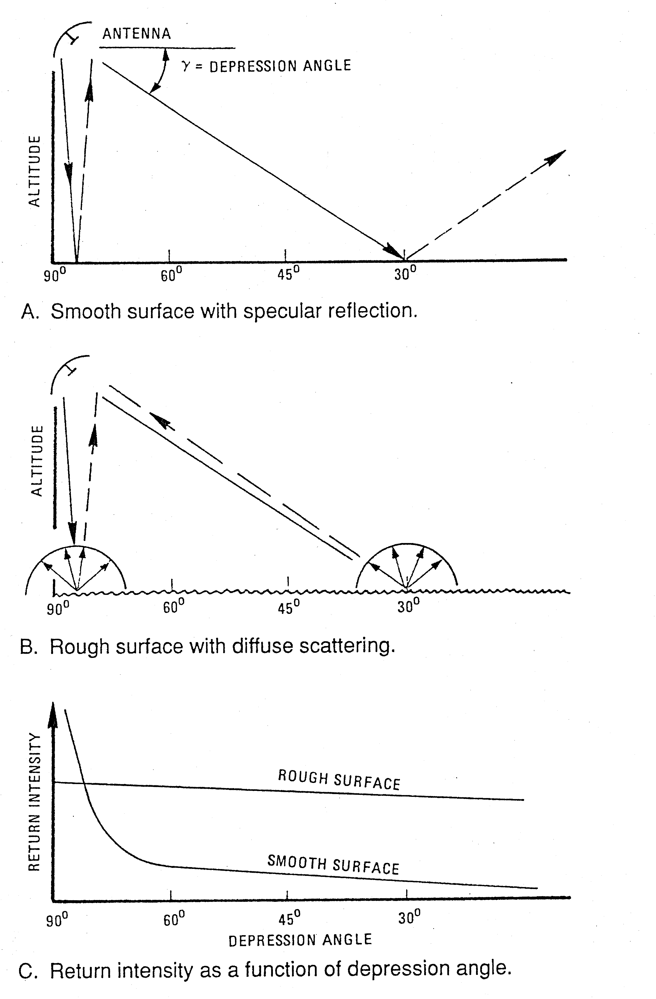 ANTENNA
γ = DEPRESSION ANGLE
ALTITUDE
90⁰ 60⁰ 45⁰ 30⁰
A. Smooth surface with specular reflection.
ALTITUDE
90⁰ 60⁰ 45⁰ 30⁰
B. Rough surface with diffuse scattering.
RETURN INTENSITY
ROUGH SURFACE
SMOOTH SURFACE
90⁰ 60⁰ 45⁰ 30⁰
DEPRESSION ANGLE
C. Return intensity as a function of depression angle.